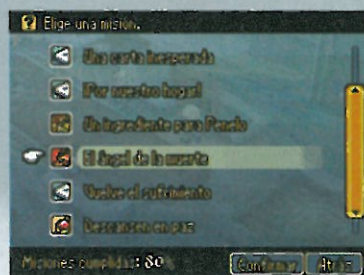 Elige una misión.
Una carta inesperada
¡Por nuestro hogar!
Un ingrediente para Penelo
El ángel de la muerte
Vuelve el sufrimiento
Descansen en paz
Misiones cumplidas: 80%
Confirmar Atrás